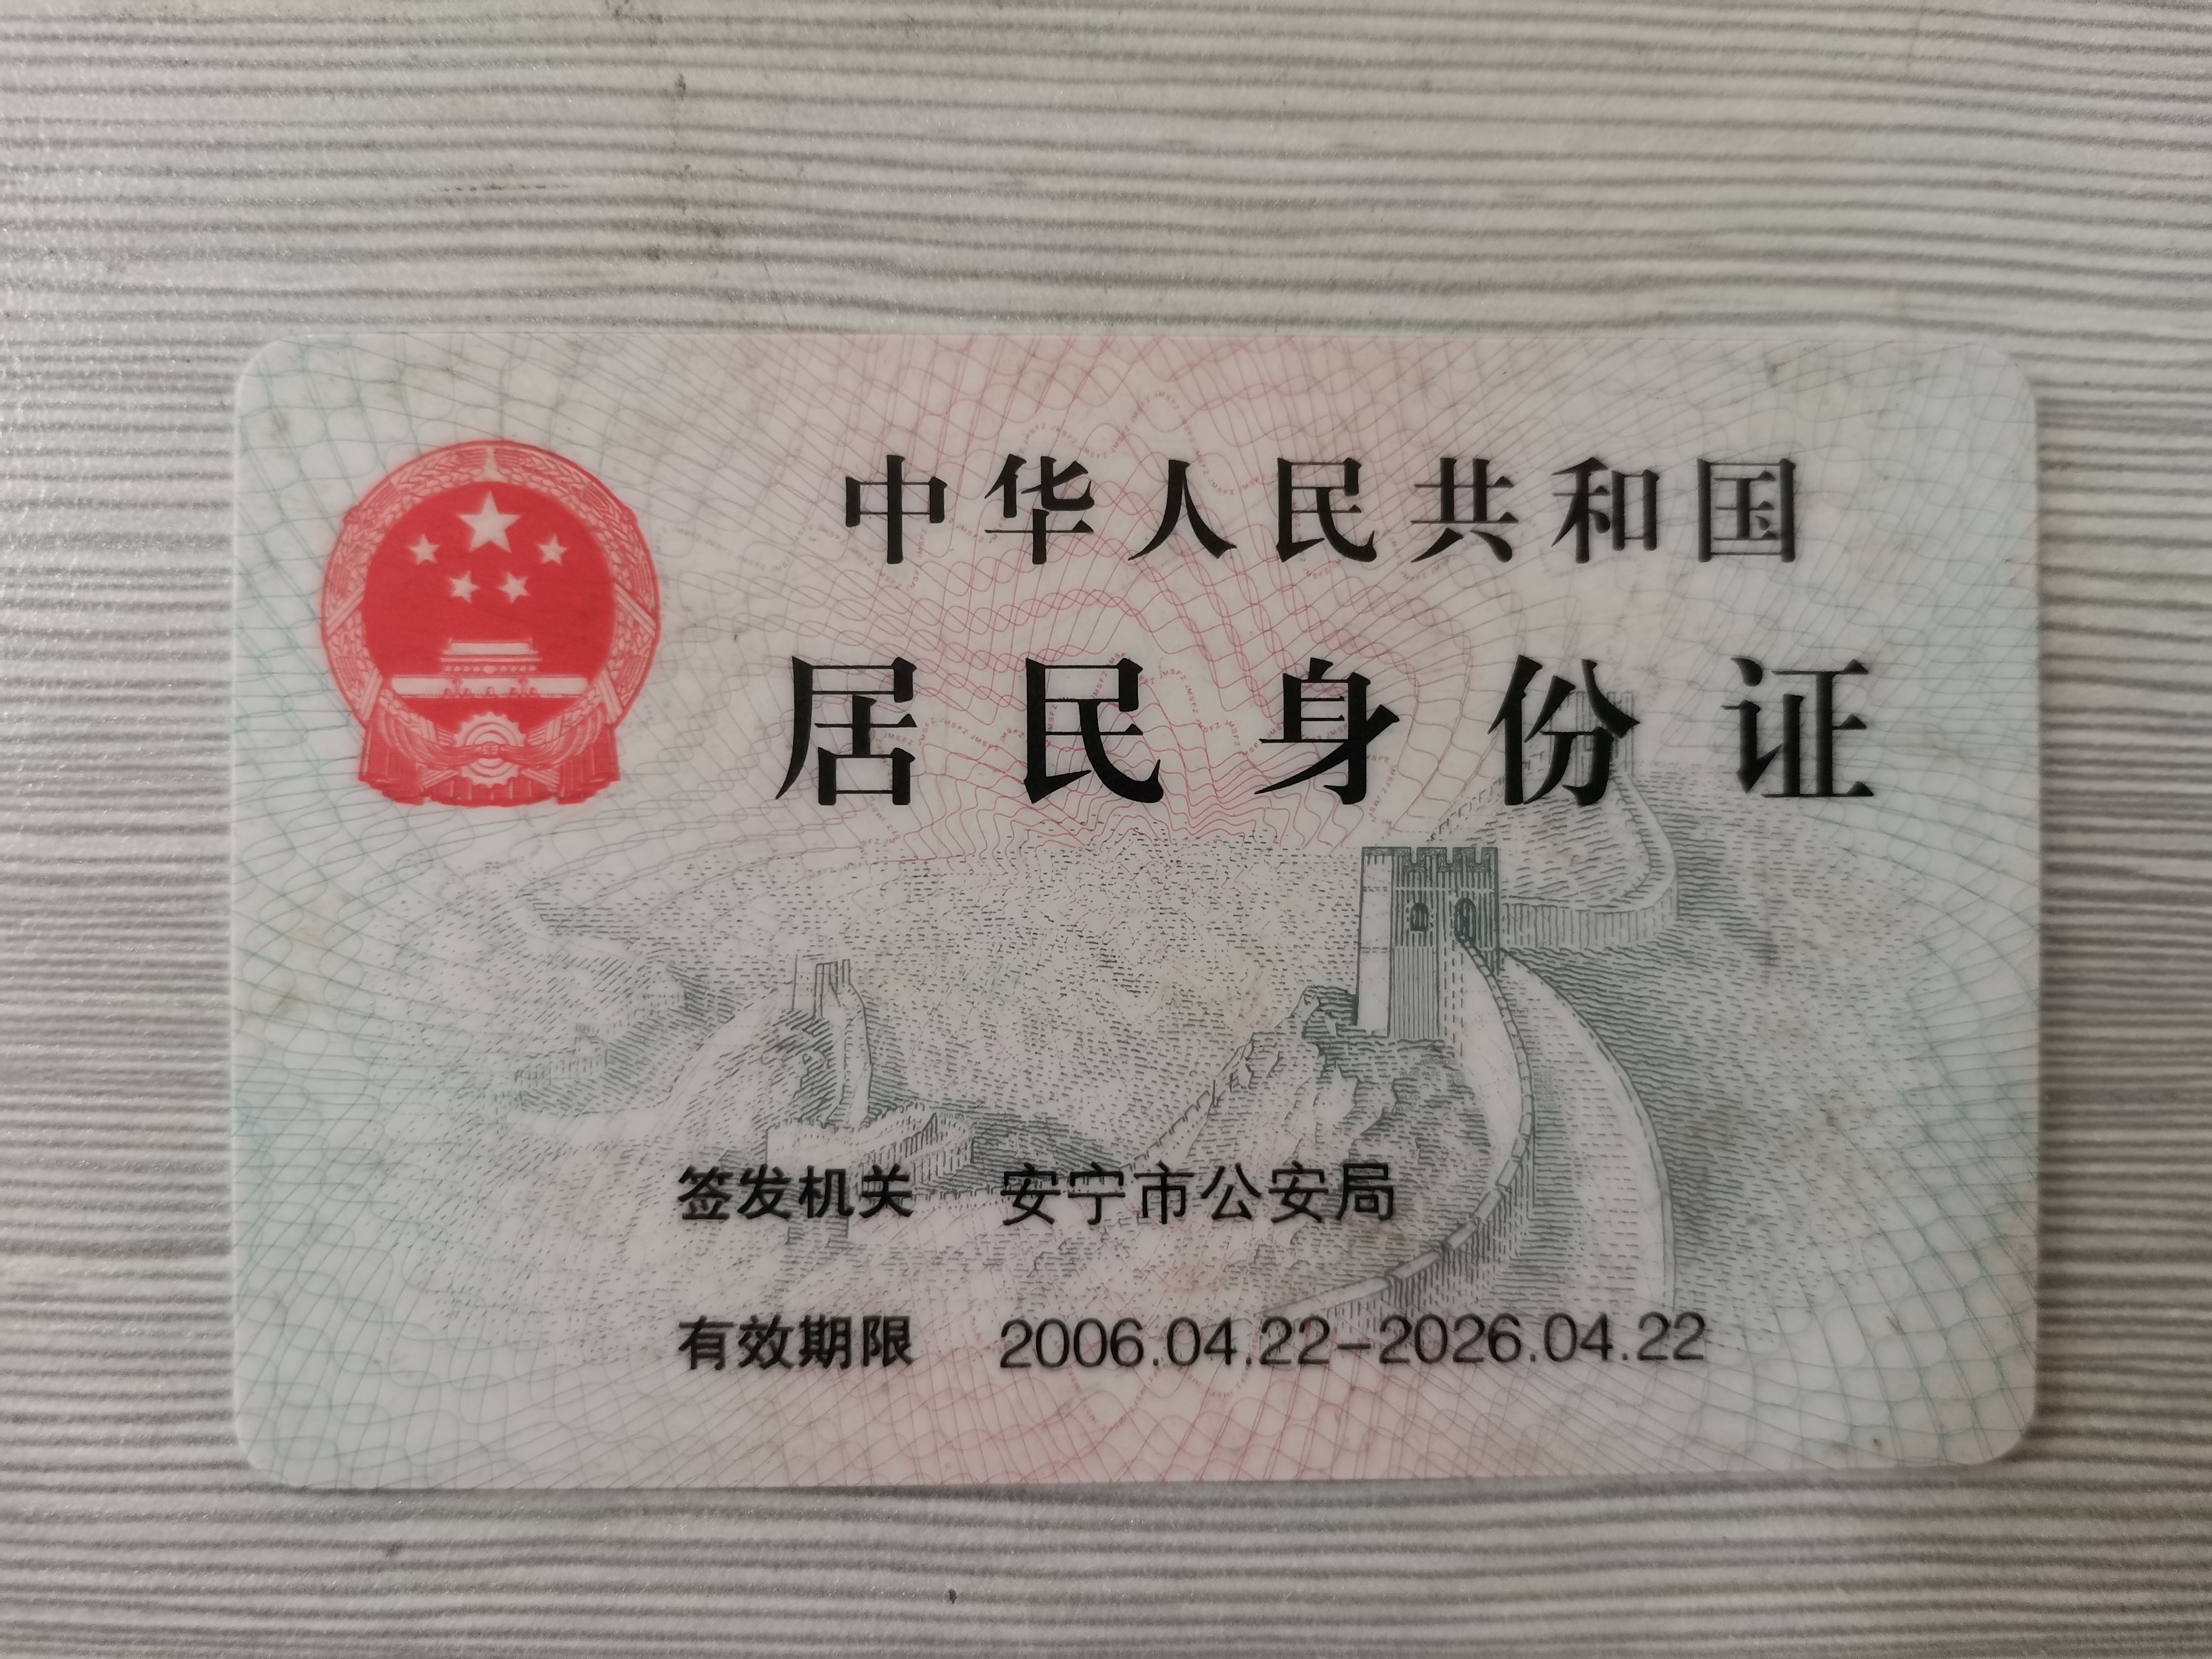 中华人民共和国
居民身份证
签发机关 安宁市公安局
有效期限 2006.04.22-2026.04.22